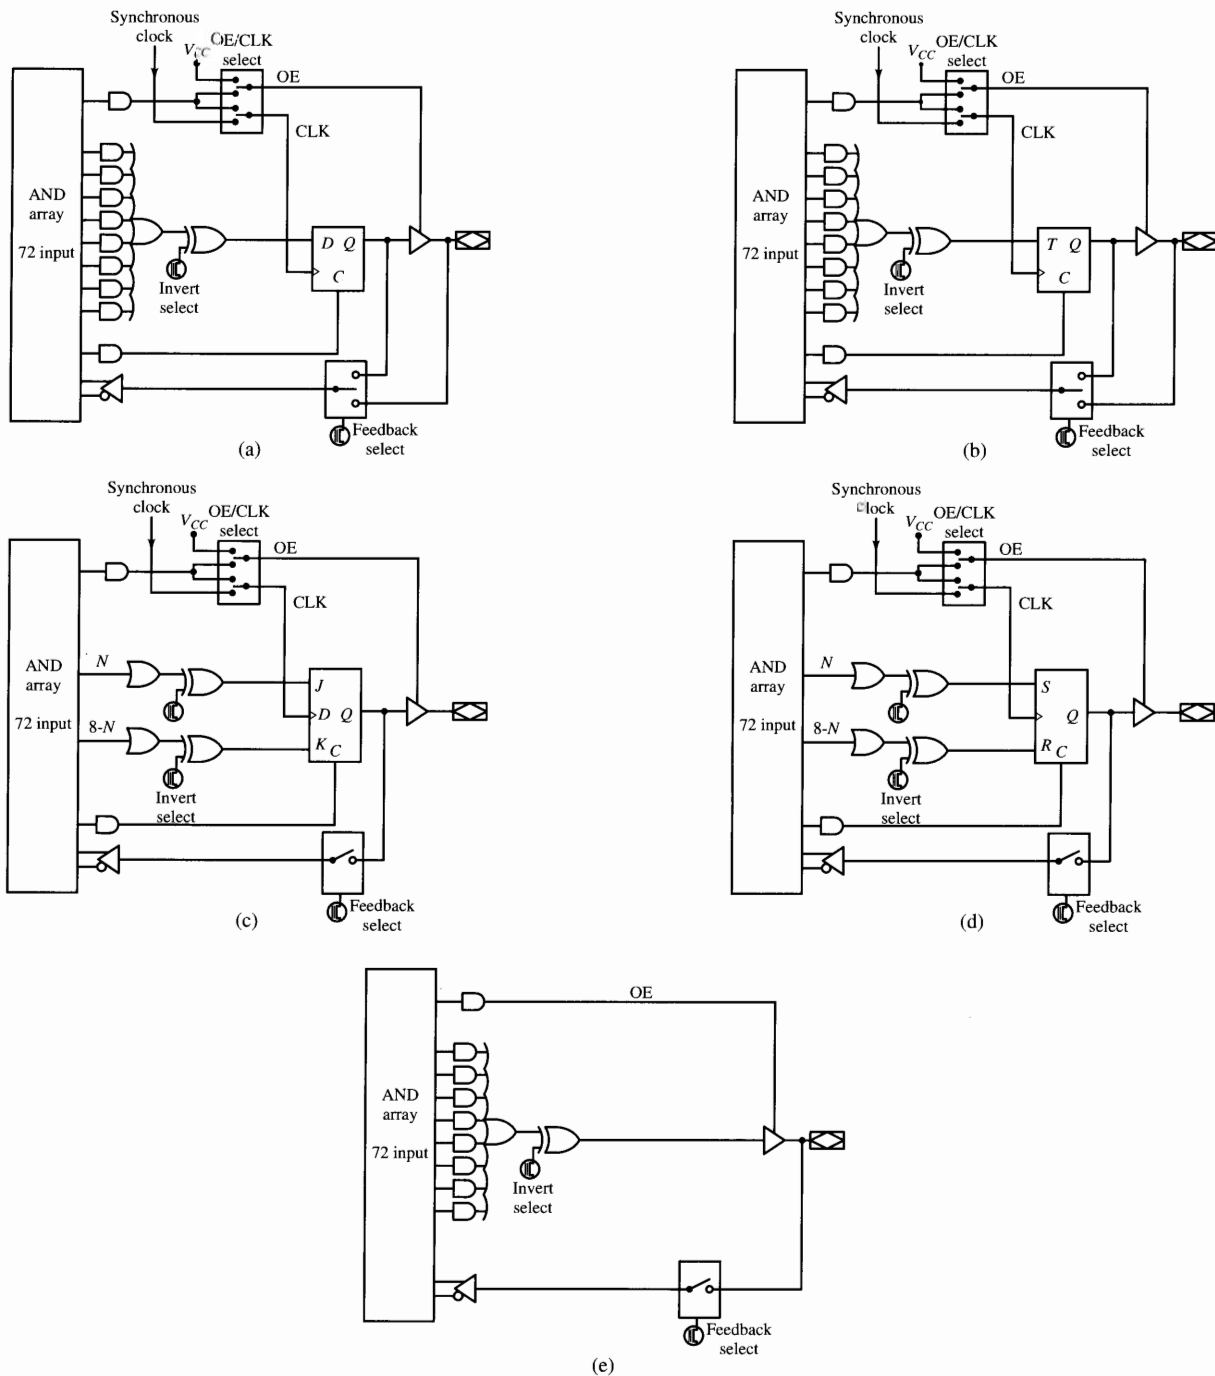 Synchronous
clock
VCC
OE/CLK
select
OE
CLK
AND
array
72 input
D Q
C
Invert
select
Feedback
select
(a)
Synchronous
clock
VCC
OE/CLK
select
OE
CLK
AND
array
72 input
T Q
C
Invert
select
Feedback
select
(b)
Synchronous
clock
VCC
OE/CLK
select
OE
CLK
AND
array
72 input
N
8-N
J
D Q
K C
Invert
select
Feedback
select
(c)
Synchronous
clock
VCC
OE/CLK
select
OE
CLK
AND
array
72 input
N
8-N
S
Q
R C
Invert
select
Feedback
select
(d)
OE
AND
array
72 input
Invert
select
Feedback
select
(e)